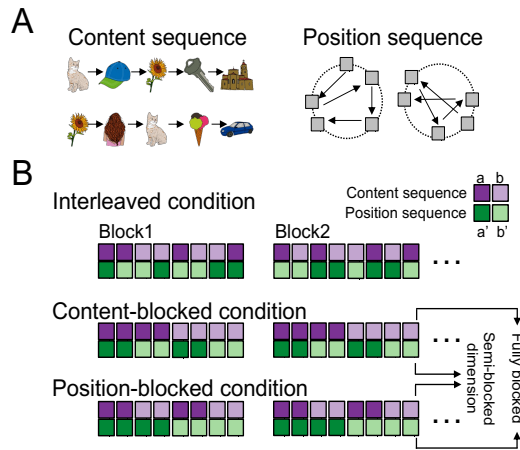 A
Content sequence
Position sequence
B
Interleaved condition
a b
Content sequence
Position sequence
a' b'
Block1
Block2
...
Content-blocked condition
...
Position-blocked condition
...
Semi-blocked
dimension
Fully blocked